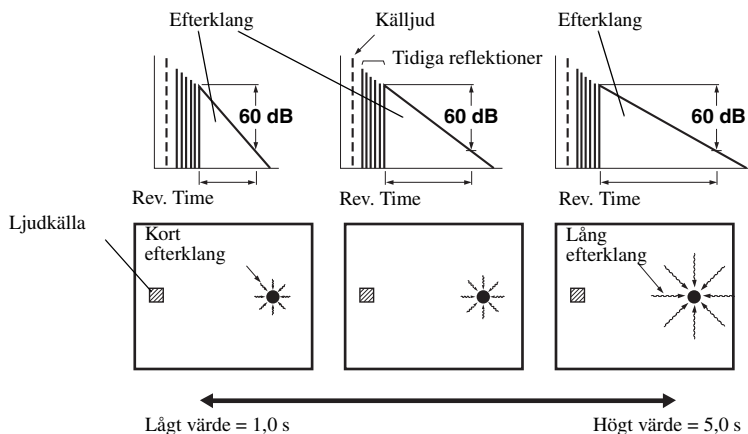 Efterklang
Källjud
Efterklang
Tidiga reflektioner
60 dB
60 dB
60 dB
Rev. Time
Rev. Time
Rev. Time
Ljudkälla
Kort
efterklang
Lång
efterklang
Lågt värde = 1,0 s
Högt värde = 5,0 s